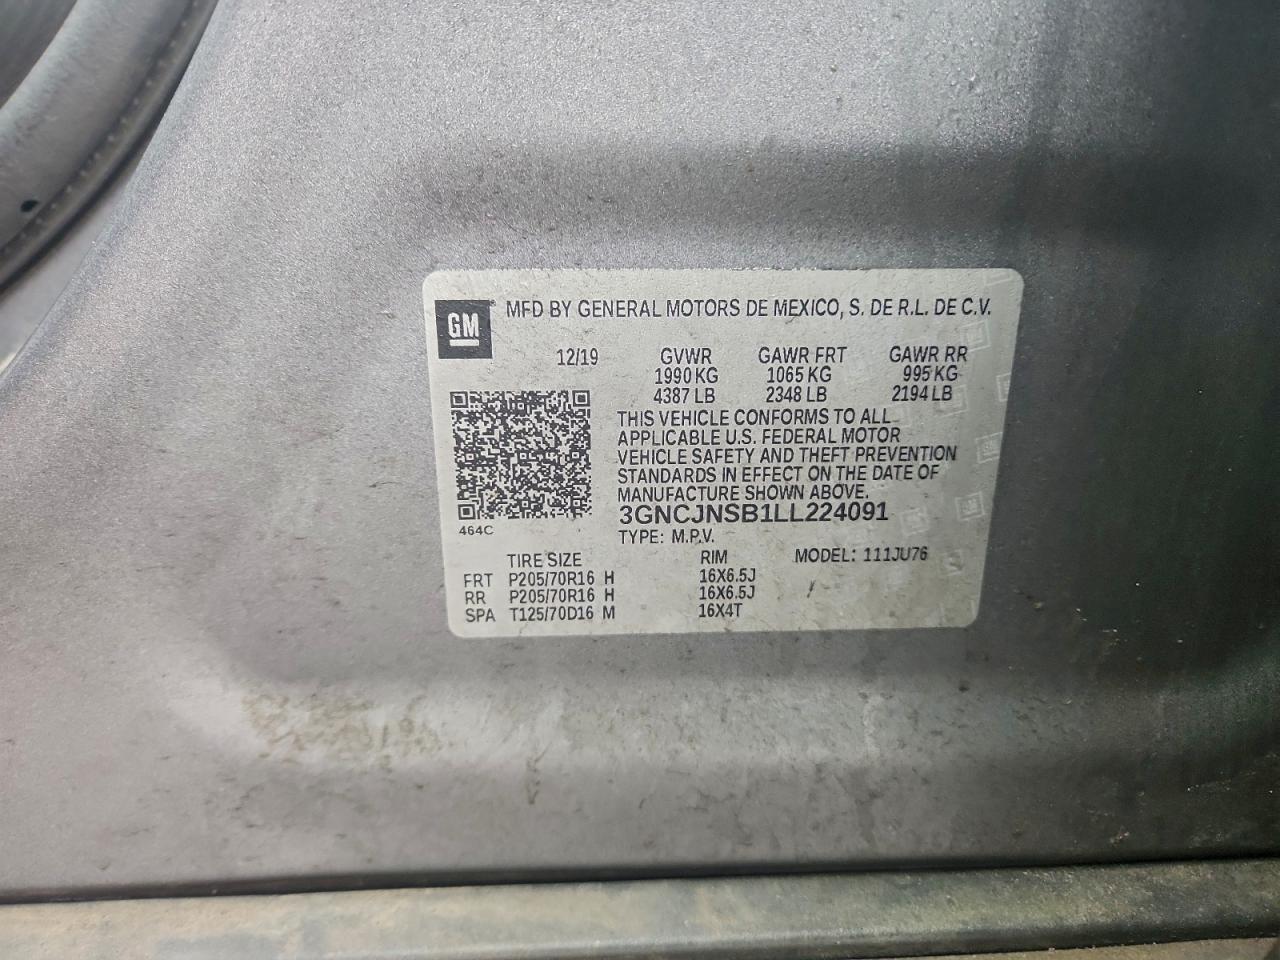 GM® MFD BY GENERAL MOTORS DE MEXICO, S. DE R.L. DE C.V.
12/19 GVWR GAWR FRT GAWR RR
1990 KG 1065 KG 995 KG
4387 LB 2348 LB 2194 LB
THIS VEHICLE CONFORMS TO ALL
APPLICABLE U.S. FEDERAL MOTOR
VEHICLE SAFETY AND THEFT PREVENTION
STANDARDS IN EFFECT ON THE DATE OF
MANUFACTURE SHOWN ABOVE.
3GNCJNSB1LL224091
464C
TYPE: M.P.V.
TIRE SIZE RIM MODEL: 111JU76
FRT P205/70R16 H 16X6.5J
RR P205/70R16 H 16X6.5J
SPA T125/70D16 M 16X4T